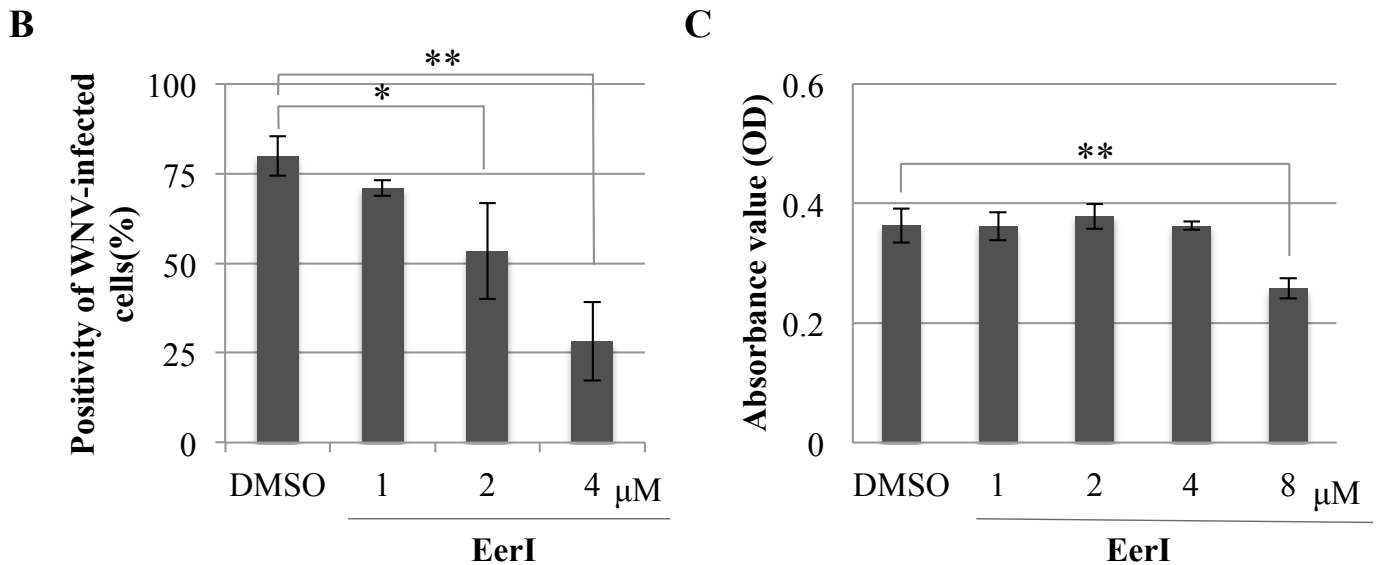 B
Positivity of WNV-infected
cells(%)
100
75
50
25
0
**
*
DMSO 1 2 4 μM
EerI
C
Absorbance value (OD)
0.6
0.4
0.2
0
**
DMSO 1 2 4 8 μM
EerI